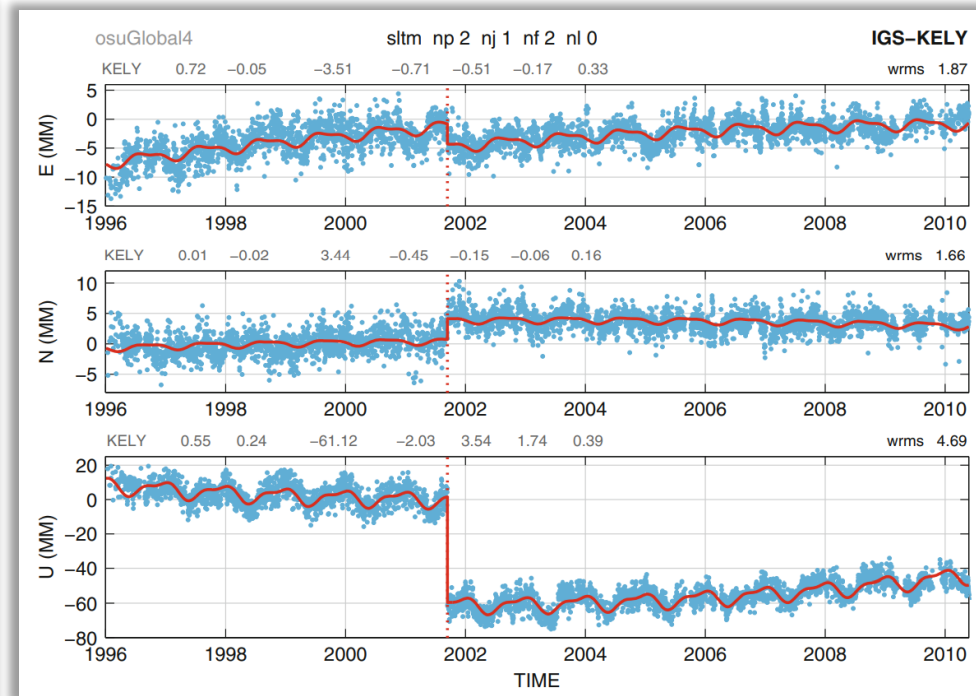 osuGlobal4 sltm np 2 nj 1 nf 2 nl 0 IGS−KELY
KELY 0.72 −0.05 −3.51 −0.71 −0.51 −0.17 0.33 wrms 1.87
5
0
−5
−10
−15
E (MM)
1996 1998 2000 2002 2004 2006 2008 2010
KELY 0.01 −0.02 3.44 −0.45 −0.15 −0.06 0.16 wrms 1.66
10
5
0
−5
N (MM)
1996 1998 2000 2002 2004 2006 2008 2010
KELY 0.55 0.24 −61.12 −2.03 3.54 1.74 0.39 wrms 4.69
20
0
−40
−60
−80
U (MM)
1996 1998 2000 2002 2004 2006 2008 2010
TIME